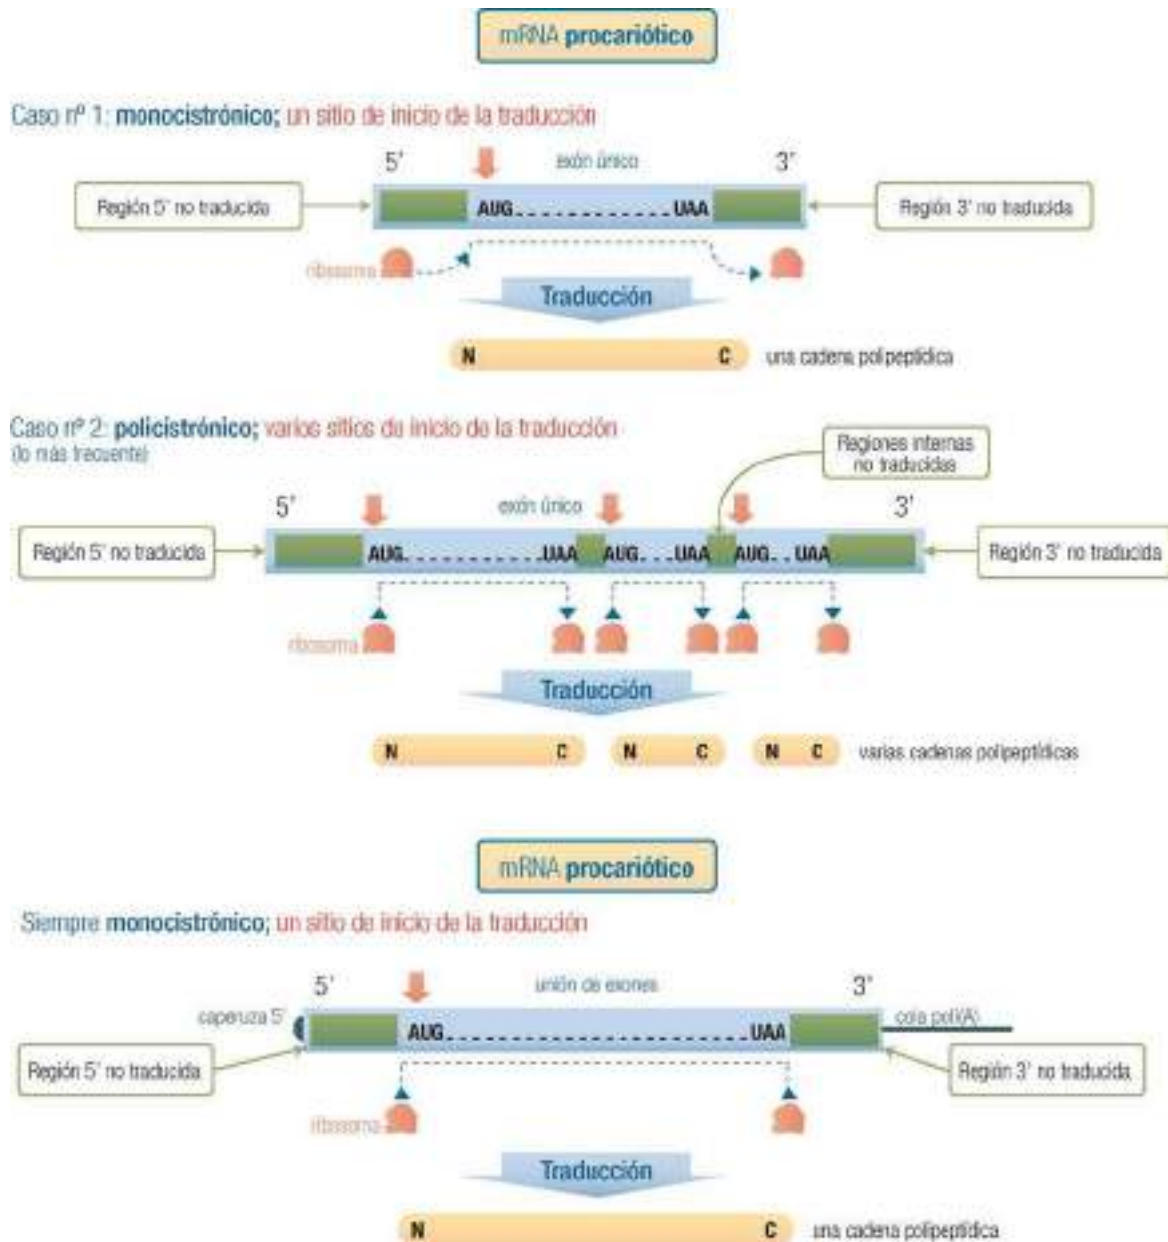 mRNA procariótico
Caso nº 1: monocistrónico; un sitio de inicio de la traducción
5' exón único 3'
Región 5' no traducida
AUG............UAA
Región 3' no traducida
ribosoma
Traducción
N C una cadena polipeptídica
Caso nº 2: policistrónico; varios sitios de inicio de la traducción
(lo más frecuente)
Regiones internas
no traducidas
5' exón único 3'
Región 5' no traducida
AUG............UAA AUG...UAA AUG..UAA
Región 3' no traducida
ribosoma
Traducción
N C N C N C varias cadenas polipeptídicas
mRNA procariótico
Siempre monocistrónico; un sitio de inicio de la traducción
5' unión de exones 3'
caperuza 5'
cola poli(A)
AUG............................UAA
Región 5' no traducida
Región 3' no traducida
ribosoma
Traducción
N C una cadena polipeptídica